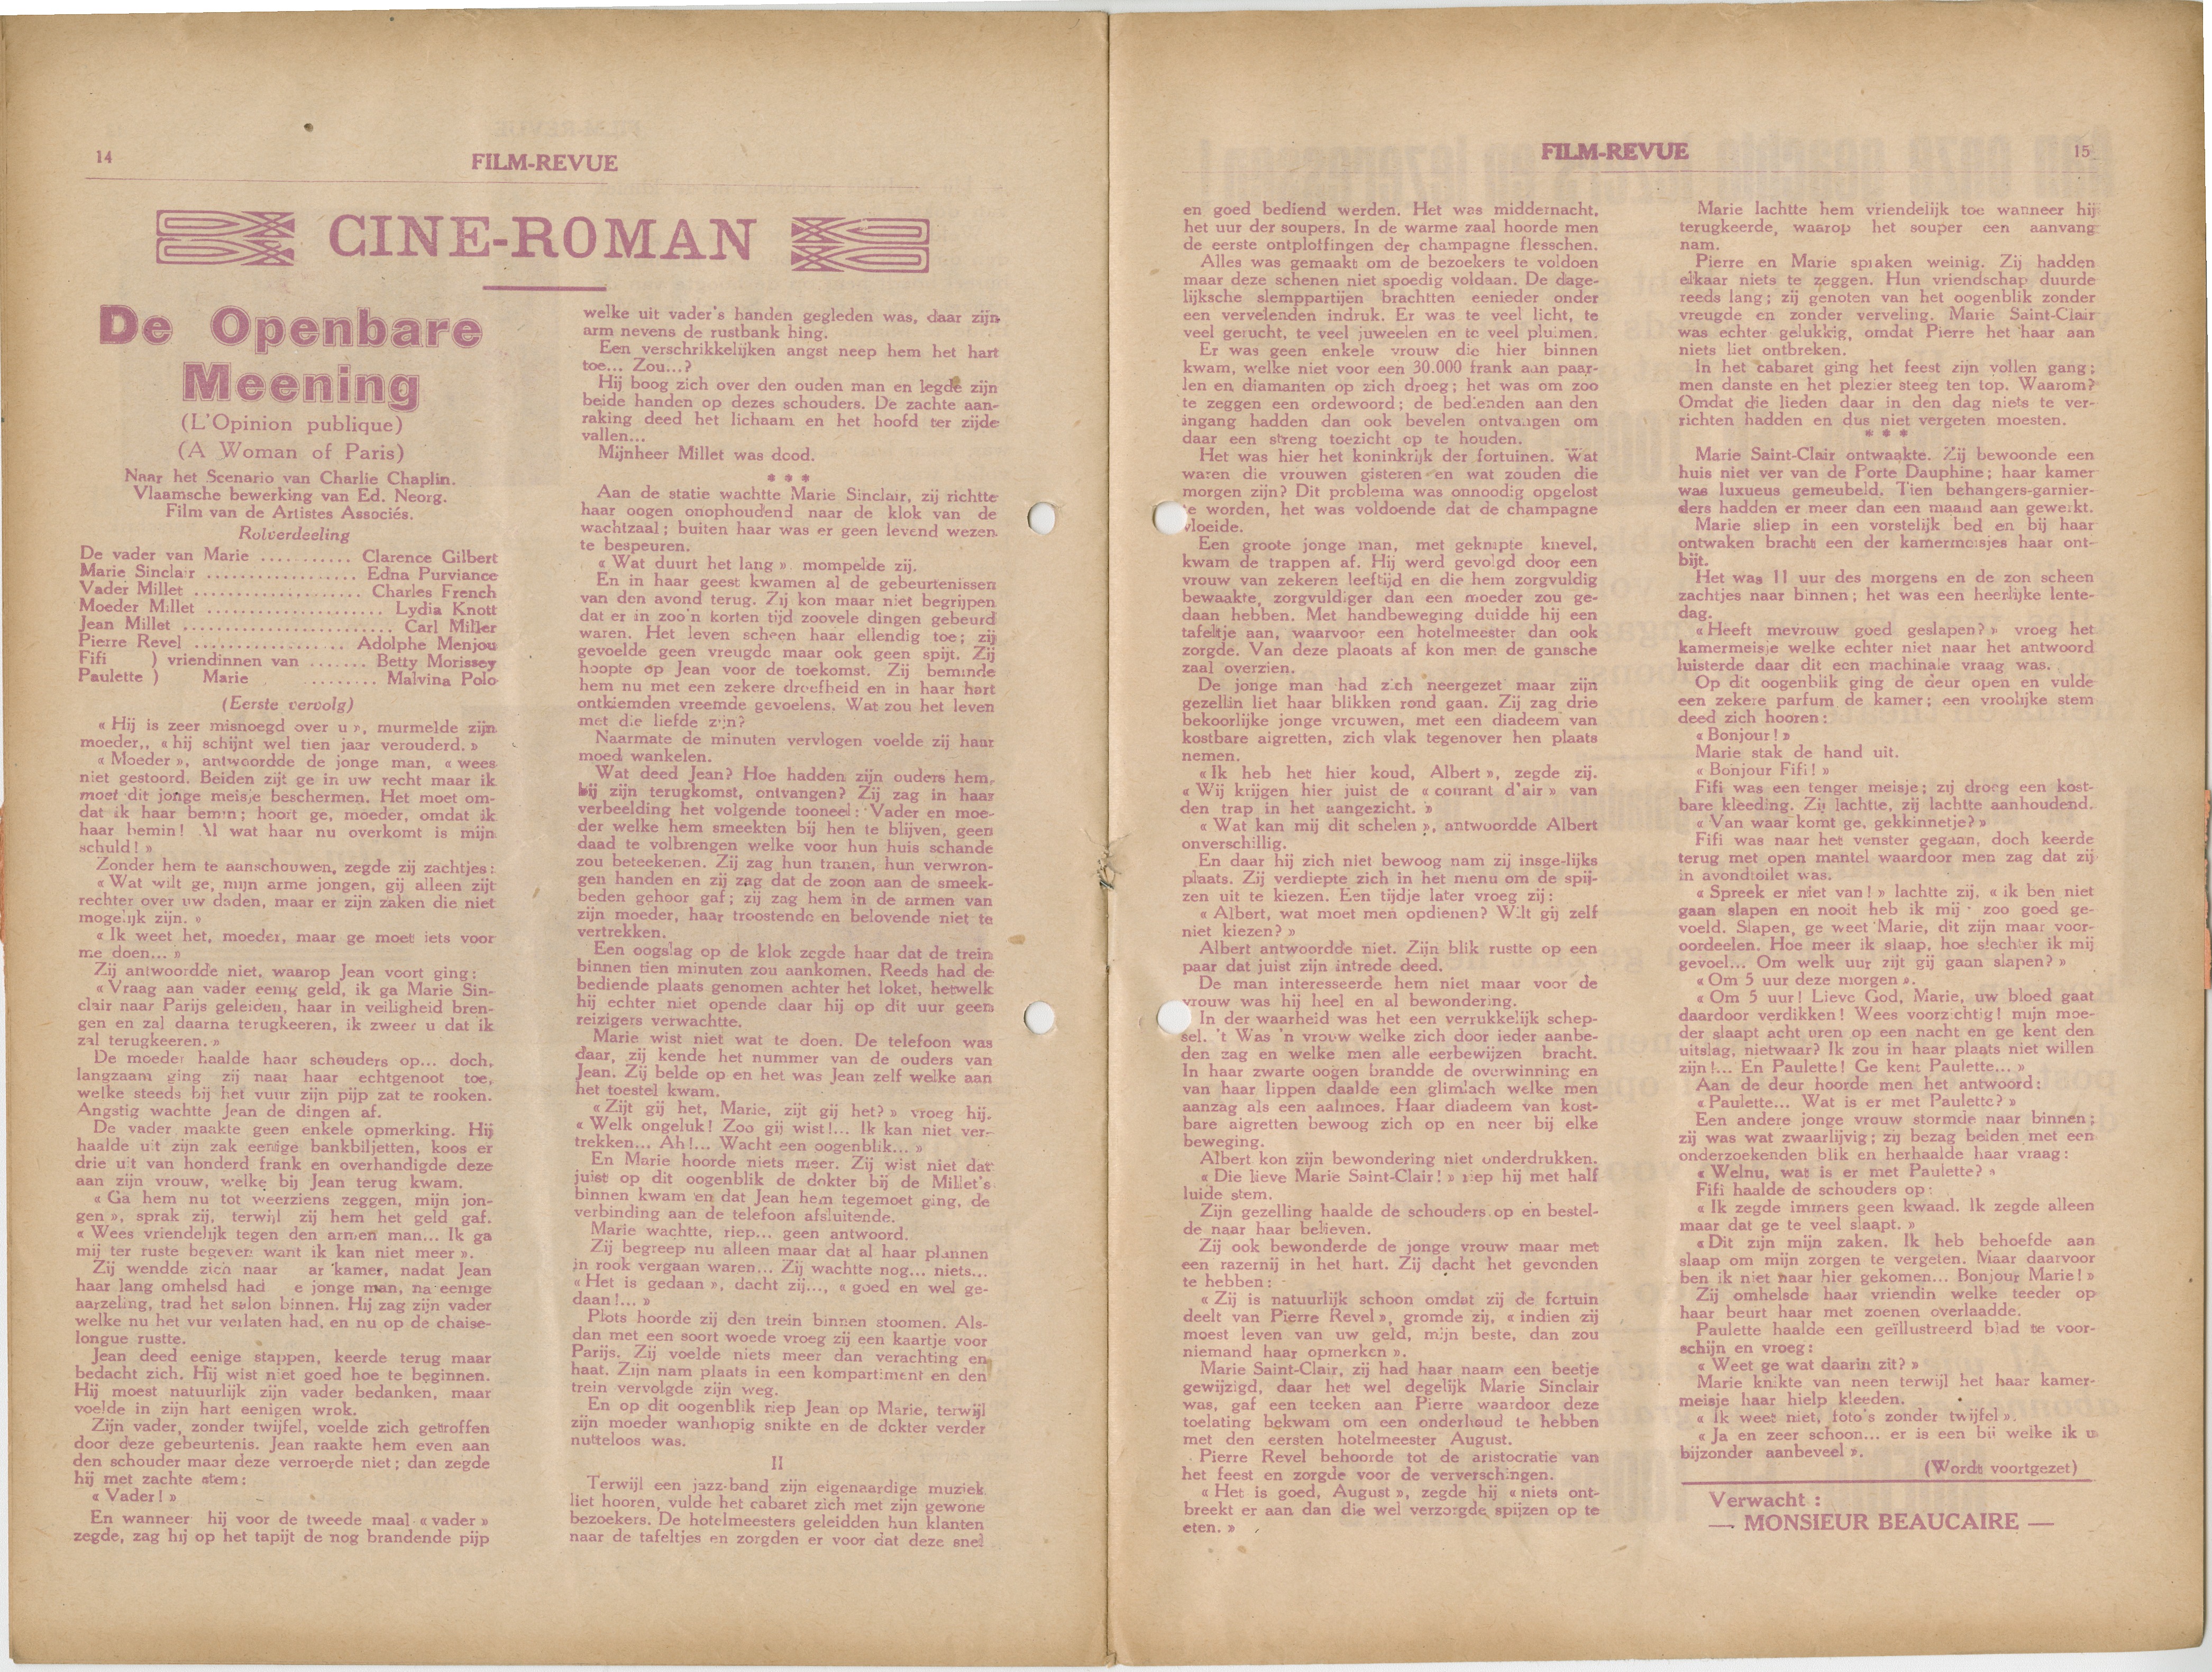 14
FILM-REVUE
CINE-ROMAN
De Openbare
Meening
(L'Opinion publique)
(A Woman of Paris)
Naar het Scenario van Charlie Chaplin.
Vlaamsche bewerking van Ed. Neorg.
Film van de Artistes Associés.
Rolverdeeling
De vader van Marie ........... Clarence Gilbert
Marie Sinclair .................. Edna Purviance
Vader Millet .................... Charles French
Moeder Millet ..................... Lydia Knott
Jean Millet ......................... Carl Miller
Pierre Revel .................. Adolphe Menjou
Fifi ) vriendinnen van ....... Betty Morissey
Paulette ) Marie ......... Malvina Polo
(Eerste vervolg)
« Hij is zeer misnoegd over u », murmelde zijn
moeder,, « hij schijnt wel tien jaar verouderd. »
« Moeder », antwoordde de jonge man, « wees
niet gestoord. Beiden zijt ge in uw recht maar ik
moet dit jonge meisje beschermen. Het moet om-
dat ik haar bemin; hoort ge, moeder, omdat ik
haar bemin! Al wat haar nu overkomt is mijn
schuld! »
Zonder hem te aanschouwen, zegde zij zachtjes:
« Wat wilt ge, mijn arme jongen, gij alleen zijt
rechter over uw daden, maar er zijn zaken die niet
mogelijk zijn. »
« Ik weet het, moeder, maar ge moet iets voor
me doen... »
Zij antwoordde niet, waarop Jean voort ging:
« Vraag aan vader eenig geld, ik ga Marie Sin-
clair naar Parijs geleiden, haar in veiligheid bren-
gen en zal daarna terugkeeren, ik zweer u dat ik
zal terugkeeren. »
De moeder haalde haar schouders op... doch,
langzaam ging zij naar haar echtgenoot toe,
welke steeds bij het vuur zijn pijp zat te rooken.
Angstig wachtte Jean de dingen af.
De vader maakte geen enkele opmerking. Hij
haalde uit zijn zak eenige bankbiljetten, koos er
drie uit van honderd frank en overhandigde deze
aan zijn vrouw, welke bij Jean terug kwam.
« Ga hem nu tot weerziens zeggen, mijn jon-
gen », sprak zij, terwijl zij hem het geld gaf.
« Wees vriendelijk tegen den armen man... Ik ga
mij ter ruste begeven want ik kan niet meer ».
Zij wendde zich naar ar kamer, nadat Jean
haar lang omhelsd had e jonge man, na eenige
aarzeling, trad het salon binnen. Hij zag zijn vader
welke nu het vur verlaten had, en nu op de chaise-
longue rustte.
Jean deed eenige stappen, keerde terug maar
bedacht zich. Hij wist niet goed hoe te beginnen.
Hij moest natuurlijk zijn vader bedanken, maar
voelde in zijn hart eenigen wrok.
Zijn vader, zonder twijfel, voelde zich getroffen
door deze gebeurtenis. Jean raakte hem even aan
den schouder maar deze verroerde niet; dan zegde
hij met zachte stem:
« Vader! »
En wanneer hij voor de tweede maal « vader »
zegde, zag hij op het tapijt de nog brandende pijp
welke uit vader's handen gegleden was, daar zijn
arm nevens de rustbank hing.
Een verschrikkelijken angst neep hem het hart
toe... Zou...?
Hij boog zich over den ouden man en legde zijn
beide handen op dezes schouders. De zachte aan-
raking deed het lichaam en het hoofd ter zijde
vallen...
Mijnheer Millet was dood.
* * *
Aan de statie wachtte Marie Sinclair, zij richtte
haar oogen onophoudend naar de klok van de
wachtzaal; buiten haar was er geen levend wezen
te bespeuren.
« Wat duurt het lang » mompelde zij.
En in haar geest kwamen al de gebeurtenissen
van den avond terug. Zij kon maar niet begrijpen
dat er in zoo'n korten tijd zoovele dingen gebeurd
waren. Het leven scheen haar ellendig toe; zij
gevoelde geen vreugde maar ook geen spijt. Zij
hoopte op Jean voor de toekomst. Zij beminde
hem nu met een zekere droefheid en in haar hart
ontkiemden vreemde gevoelens. Wat zou het leven
met die liefde zijn?
Naarmate de minuten vervlogen voelde zij haar
moed wankelen.
Wat deed Jean? Hoe hadden zijn ouders hem,
bij zijn terugkomst, ontvangen? Zij zag in haar
verbeelding het volgende tooneel: Vader en moe-
der welke hem smeekten bij hen te blijven, geen
daad te volbrengen welke voor hun huis schande
zou beteekenen. Zij zag hun tranen, hun verwron-
gen handen en zij zag dat de zoon aan de smeek-
beden gehoor gaf; zij zag hem in de armen van
zijn moeder, haar troostende en belovende niet te
vertrekken.
Een oogslag op de klok zegde haar dat de trein
binnen tien minuten zou aankomen. Reeds had de
bediende plaats genomen achter het loket, hetwelk
hij echter niet opende daar hij op dit uur geen
reizigers verwachtte.
Marie wist niet wat te doen. De telefoon was
daar, zij kende het nummer van de ouders van
Jean. Zij belde op en het was Jean zelf welke aan
het toestel kwam.
« Zijt gij het, Marie, zijt gij het? » vroeg hij.
« Welk ongeluk! Zoo gij wist!... Ik kan niet ver-
trekken... Ah!... Wacht een oogenblik... »
En Marie hoorde niets meer. Zij wist niet dat
juist op dit oogenblik de dokter bij de Millet's
binnen kwam en dat Jean hem tegemoet ging, de
verbinding aan de telefoon afsluitende.
Marie wachtte, riep... geen antwoord.
Zij begreep nu alleen maar dat al haar plannen
in rook vergaan waren... Zij wachtte nog... niets...
« Het is gedaan », dacht zij..., « goed en wel ge-
daan!... »
Plots hoorde zij den trein binnen stoomen. Als-
dan met een soort woede vroeg zij een kaartje voor
Parijs. Zij voelde niets meer dan verachting en
haat. Zijn nam plaats in een kompartiment en den
trein vervolgde zijn weg.
En op dit oogenblik riep Jean op Marie, terwijl
zijn moeder wanhopig snikte en de dokter verder
nutteloos was.
II
Terwijl een jazz-band zijn eigenaardige muziek
liet hooren, vulde het cabaret zich met zijn gewone
bezoekers. De hotelmeesters geleidden hun klanten
naar de tafeltjes en zorgden er voor dat deze snel
FILM-REVUE
15
en goed bediend werden. Het was middernacht,
het uur der soupers. In de warme zaal hoorde men
de eerste ontploffingen der champagne flesschen.
Alles was gemaakt om de bezoekers te voldoen
maar deze schenen niet spoedig voldaan. De dage-
lijksche slemppartijen brachtten eenieder onder
een vervelenden indruk. Er was te veel licht, te
veel gerucht, te veel juweelen en te veel pluimen.
Er was geen enkele vrouw die hier binnen
kwam, welke niet voor een 30.000 frank aan paar-
len en diamanten op zich droeg; het was om zoo
te zeggen een ordewoord; de bedienden aan den
ingang hadden dan ook bevelen ontvangen om
daar een streng toezicht op te houden.
Het was hier het koninkrijk der fortuinen. Wat
waren die vrouwen gisteren en wat zouden die
morgen zijn? Dit problema was onnoodig opgelost
te worden, het was voldoende dat de champagne
vloeide.
Een groote jonge man, met geknipte knevel,
kwam de trappen af. Hij werd gevolgd door een
vrouw van zekeren leeftijd en die hem zorgvuldig
bewaakte, zorgvuldiger dan een moeder zou ge-
daan hebben. Met handbeweging duidde hij een
tafeltje aan, waarvoor een hotelmeester dan ook
zorgde. Van deze plaoats af kon men de gansche
zaal overzien.
De jonge man had zich neergezet maar zijn
gezellin liet haar blikken rond gaan. Zij zag drie
bekoorlijke jonge vrouwen, met een diadeem van
kostbare aigretten, zich vlak tegenover hen plaats
nemen.
« Ik heb het hier koud, Albert », zegde zij.
« Wij krijgen hier juist de « courant d'air » van
den trap in het aangezicht. »
« Wat kan mij dit schelen », antwoordde Albert
onverschillig.
En daar hij zich niet bewoog nam zij insge-lijks
plaats. Zij verdiepte zich in het menu om de spij-
zen uit te kiezen. Een tijdje later vroeg zij:
« Albert, wat moet men opdienen? Wilt gij zelf
niet kiezen? »
Albert antwoordde niet. Zijn blik rustte op een
paar dat juist zijn intrede deed.
De man interesseerde hem niet maar voor de
vrouw was hij heel en al bewondering.
In der waarheid was het een verrukkelijk schep-
sel. 't Was 'n vrouw welke zich door ieder aanbe-
den zag en welke men alle eerbewijzen bracht.
In haar zwarte oogen brandde de overwinning en
van haar lippen daalde een glimlach welke men
aanzag als een aalmoes. Haar diadeem van kost-
bare aigretten bewoog zich op en neer bij elke
beweging.
Albert kon zijn bewondering niet onderdrukken.
« Die lieve Marie Saint-Clair! » riep hij met half
luide stem.
Zijn gezelling haalde de schouders op en bestel-
de naar haar believen.
Zij ook bewonderde de jonge vrouw maar met
een razernij in het hart. Zij dacht het gevonden
te hebben:
« Zij is natuurlijk schoon omdat zij de fortuin
deelt van Pierre Revel », gromde zij, « indien zij
moest leven van uw geld, mijn beste, dan zou
niemand haar opmerken ».
Marie Saint-Clair, zij had haar naam een beetje
gewijzigd, daar het wel degelijk Marie Sinclair
was, gaf een teeken aan Pierre waardoor deze
toelating bekwam om een onderhoud te hebben
met den eersten hotelmeester August.
Pierre Revel behoorde tot de aristocratie van
het feest en zorgde voor de ververschingen.
« Het is goed, August », zegde hij « niets ont-
breekt er aan dan die wel verzorgde spijzen op te
eten. »
Marie lachtte hem vriendelijk toe wanneer hij
terugkeerde, waarop het souper een aanvang
nam.
Pierre en Marie spraken weinig. Zij hadden
elkaar niets te zeggen. Hun vriendschap duurde
reeds lang; zij genoten van het oogenblik zonder
vreugde en zonder verveling. Marie Saint-Clair
was echter gelukkig, omdat Pierre het haar aan
niets liet ontbreken.
In het cabaret ging het feest zijn vollen gang;
men danste en het plezier steeg ten top. Waarom?
Omdat die lieden daar in den dag niets te ver-
richten hadden en dus niet vergeten moesten.
* * *
Marie Saint-Clair ontwaakte. Zij bewoonde een
huis niet ver van de Porte Dauphine; haar kamer
was luxueus gemeubeld. Tien behangers-garnier-
ders hadden er meer dan een maand aan gewerkt.
Marie sliep in een vorstelijk bed en bij haar
ontwaken bracht een der kamermeisjes haar ont-
bijt.
Het was 11 uur des morgens en de zon scheen
zachtjes naar binnen; het was een heerlijke lente-
dag.
« Heeft mevrouw goed geslapen? » vroeg het
kamermeisje welke echter niet naar het antwoord
luisterde daar dit een machinale vraag was.
Op dit oogenblik ging de deur open en vulde
een zekere parfum de kamer; een vroolijke stem
deed zich hooren:
« Bonjour! »
Marie stak de hand uit.
« Bonjour Fifi! »
Fifi was een tenger meisje; zij droeg een kost-
bare kleeding. Zij lachtte, zij lachtte aanhoudend.
« Van waar komt ge, gekkinnetje? »
Fifi was naar het venster gegaan, doch keerde
terug met open mantel waardoor men zag dat zij
in avondtoilet was.
« Spreek er niet van! » lachtte zij, « ik ben niet
gaan slapen en nooit heb ik mij zoo goed ge-
voeld. Slapen, ge weet Marie, dit zijn maar voor-
oordeelen. Hoe meer ik slaap, hoe slechter ik mij
gevoel... Om welk uur zijt gij gaan slapen? »
« Om 5 uur deze morgen ».
« Om 5 uur! Lieve God, Marie, uw bloed gaat
daardoor verdikken! Wees voorzichtig! mijn moe-
der slaapt acht uren op een nacht en ge kent den
uitslag, nietwaar? Ik zou in haar plaats niet willen
zijn!... En Paulette! Ge kent Paulette... »
Aan de deur hoorde men het antwoord:
« Paulette... Wat is er met Paulette? »
Een andere jonge vrouw stormde naar binnen;
zij was wat zwaarlijvig; zij bezag beiden met een
onderzoekenden blik en herhaalde haar vraag:
« Welnu, wat is er met Paulette? »
Fifi haalde de schouders op:
« Ik zegde immers geen kwaad. Ik zegde alleen
maar dat ge te veel slaapt. »
« Dit zijn mijn zaken. Ik heb behoefde aan
slaap om mijn zorgen te vergeten. Maar daarvoor
ben ik niet naar hier gekomen... Bonjour Marie! »
Zij omhelsde haar vriendin welke teeder op
haar beurt haar met zoenen overlaadde.
Paulette haalde een geïllustreerd blad te voor-
schijn en vroeg:
« Weet ge wat daarin zit? »
Marie knikte van neen terwijl het haar kamer-
meisje haar hielp kleeden.
« Ik weet niet, foto's zonder twijfel ».
« Ja en zeer schoon... er is een bij welke ik u
bijzonder aanbeveel ».
(Wordt voortgezet)
Verwacht :
— MONSIEUR BEAUCAIRE —